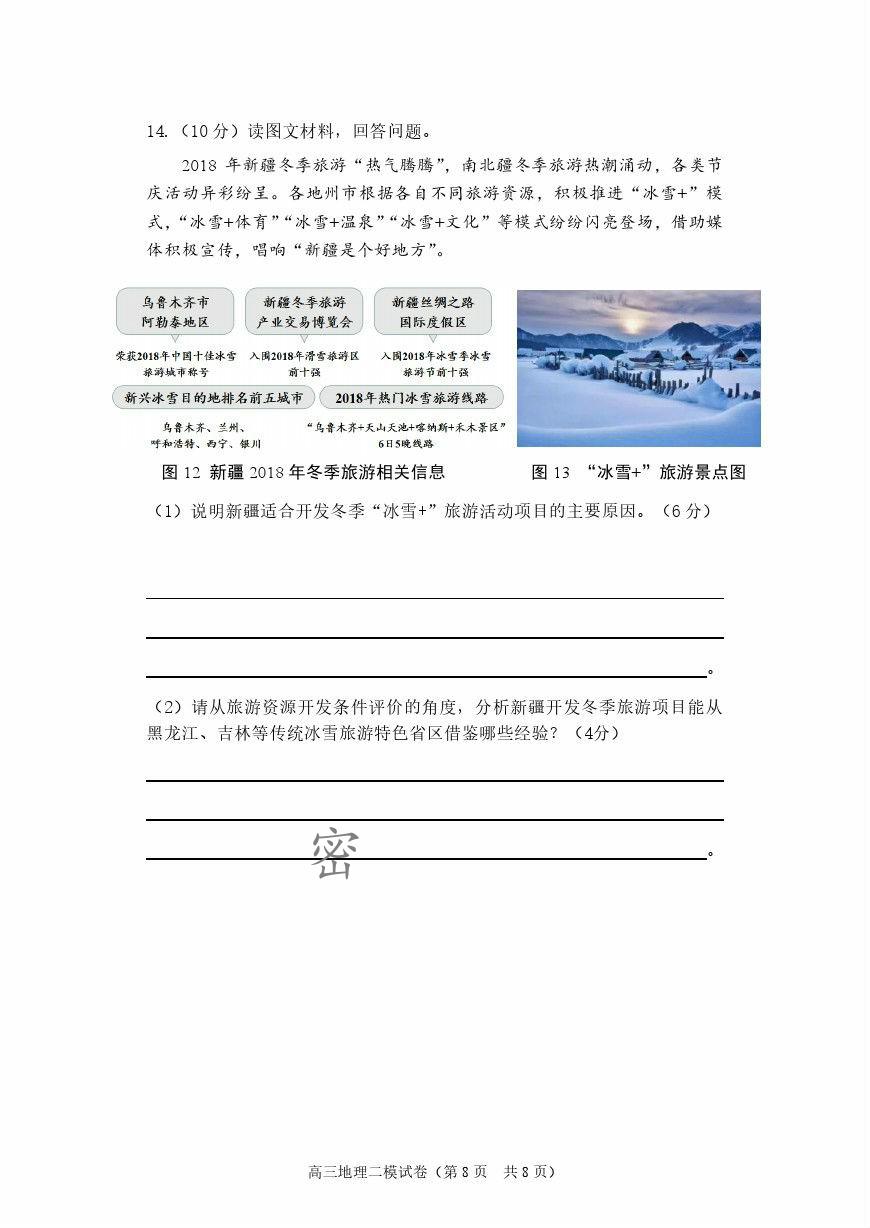 14.（10 分）读图文材料，回答问题。
2018 年新疆冬季旅游“热气腾腾”，南北疆冬季旅游热潮涌动，各类节
庆活动异彩纷呈。各地州市根据各自不同旅游资源，积极推进“冰雪+”模
式，“冰雪+体育”“冰雪+温泉”“冰雪+文化”等模式纷纷闪亮登场，借助媒
体积极宣传，唱响“新疆是个好地方”。
乌鲁木齐市
阿勒泰地区
荣获2018年中国十佳冰雪
旅游城市称号
新疆冬季旅游
产业交易博览会
入围2018年滑雪旅游区
前十强
新疆丝绸之路
国际度假区
入围2018年冰雪季冰雪
旅游节前十强
新兴冰雪目的地排名前五城市
乌鲁木齐、兰州、
呼和浩特、西宁、银川
2018年热门冰雪旅游线路
“乌鲁木齐+天山天池+喀纳斯+禾木景区”
6日5晚线路
图 12 新疆 2018 年冬季旅游相关信息
图 13 “冰雪+”旅游景点图
（1）说明新疆适合开发冬季“冰雪+”旅游活动项目的主要原因。（6 分）
。
（2）请从旅游资源开发条件评价的角度，分析新疆开发冬季旅游项目能从
黑龙江、吉林等传统冰雪旅游特色省区借鉴哪些经验？（4分）
密
。
高三地理二模试卷（第 8 页 共 8 页）